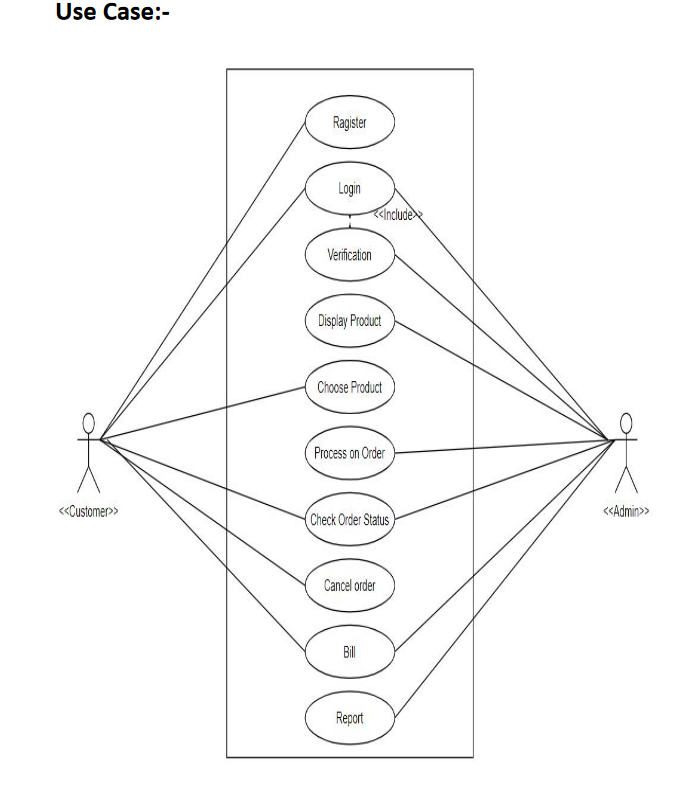 Use Case:-
Ragister
Login
<<Include>>
Verification
Display Product
Choose Product
Process on Order
<<Customer>>
<<Admin>>
Check Order Status
Cancel order
Bill
Report